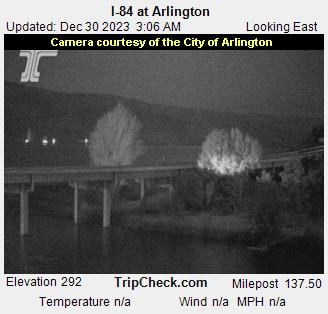 I-84 at Arlington
Updated: Dec 30 2023 3:06 AM Looking East
Camera courtesy of the City of Arlington
Elevation 292 TripCheck.com Milepost 137.50
Temperature n/a Wind n/a MPH n/a